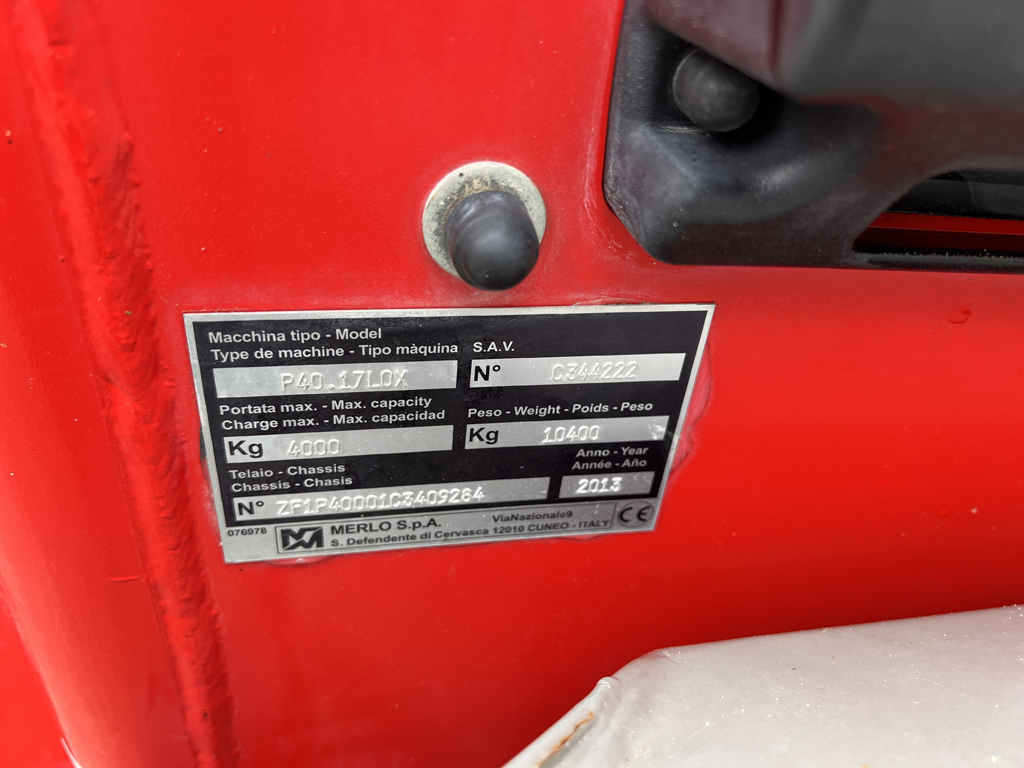 Macchina tipo - Model
Type de machine - Tipo màquina
S.A.V.
P40.17LOX
N° C344222
Portata max. - Max. capacity
Charge max. - Max. capacidad
Peso - Weight - Poids - Peso
Kg 4000
Kg 10400
Telaio - Chassis
Chassis - Chasis
Anno - Year
Année - Año
N° ZF1P40001C3409284
2013
076978
MERLO S.p.A.
ViaNazionale9
S. Defendente di Cervasca 12010 CUNEO - ITALY
CE